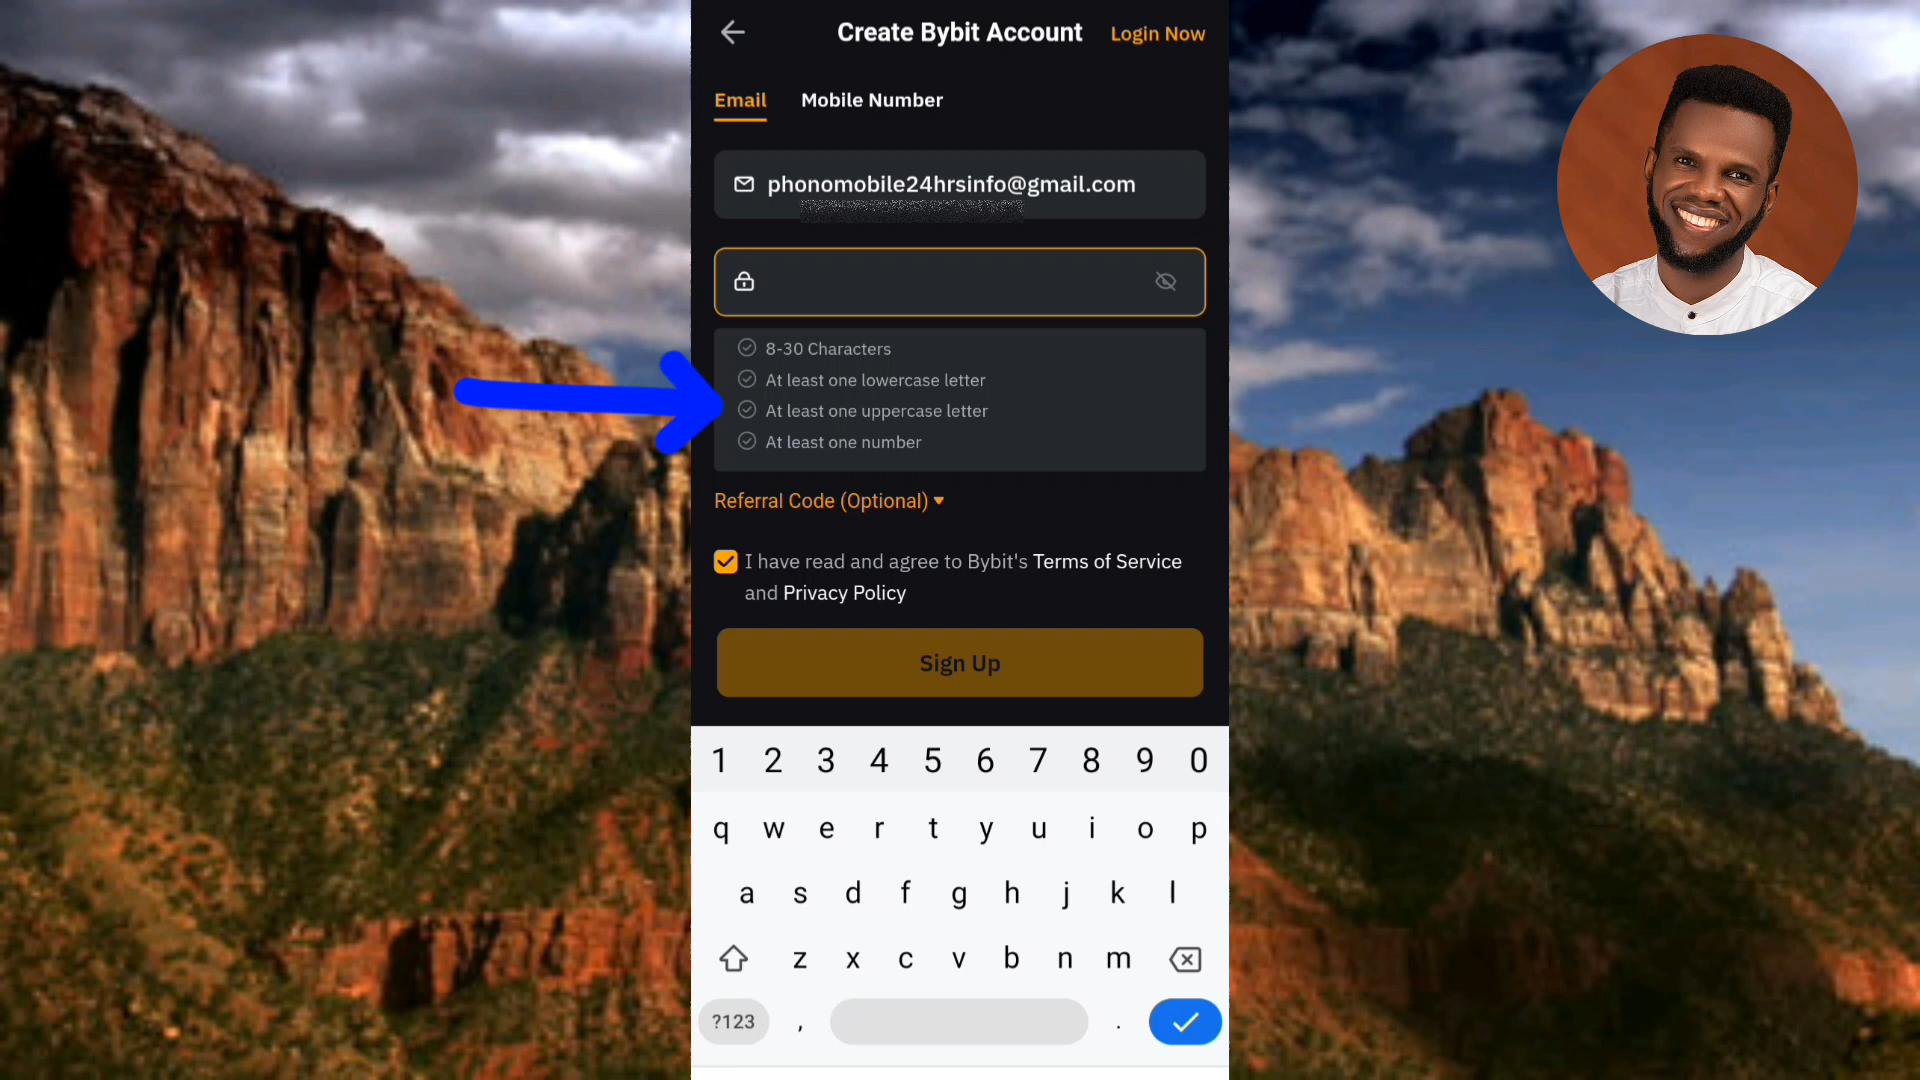 Create Bybit Account
Login Now
Email
Mobile Number
phonomobile24hrsinfo@gmail.com
8-30 Characters
At least one lowercase letter
At least one uppercase letter
At least one number
Referral Code (Optional)
I have read and agree to Bybit's Terms of Service
and Privacy Policy
Sign Up
1 2 3 4 5 6 7 8 9 0
q w e r t y u i o p
a s d f g h j k l
z x c v b n m
?123 , .